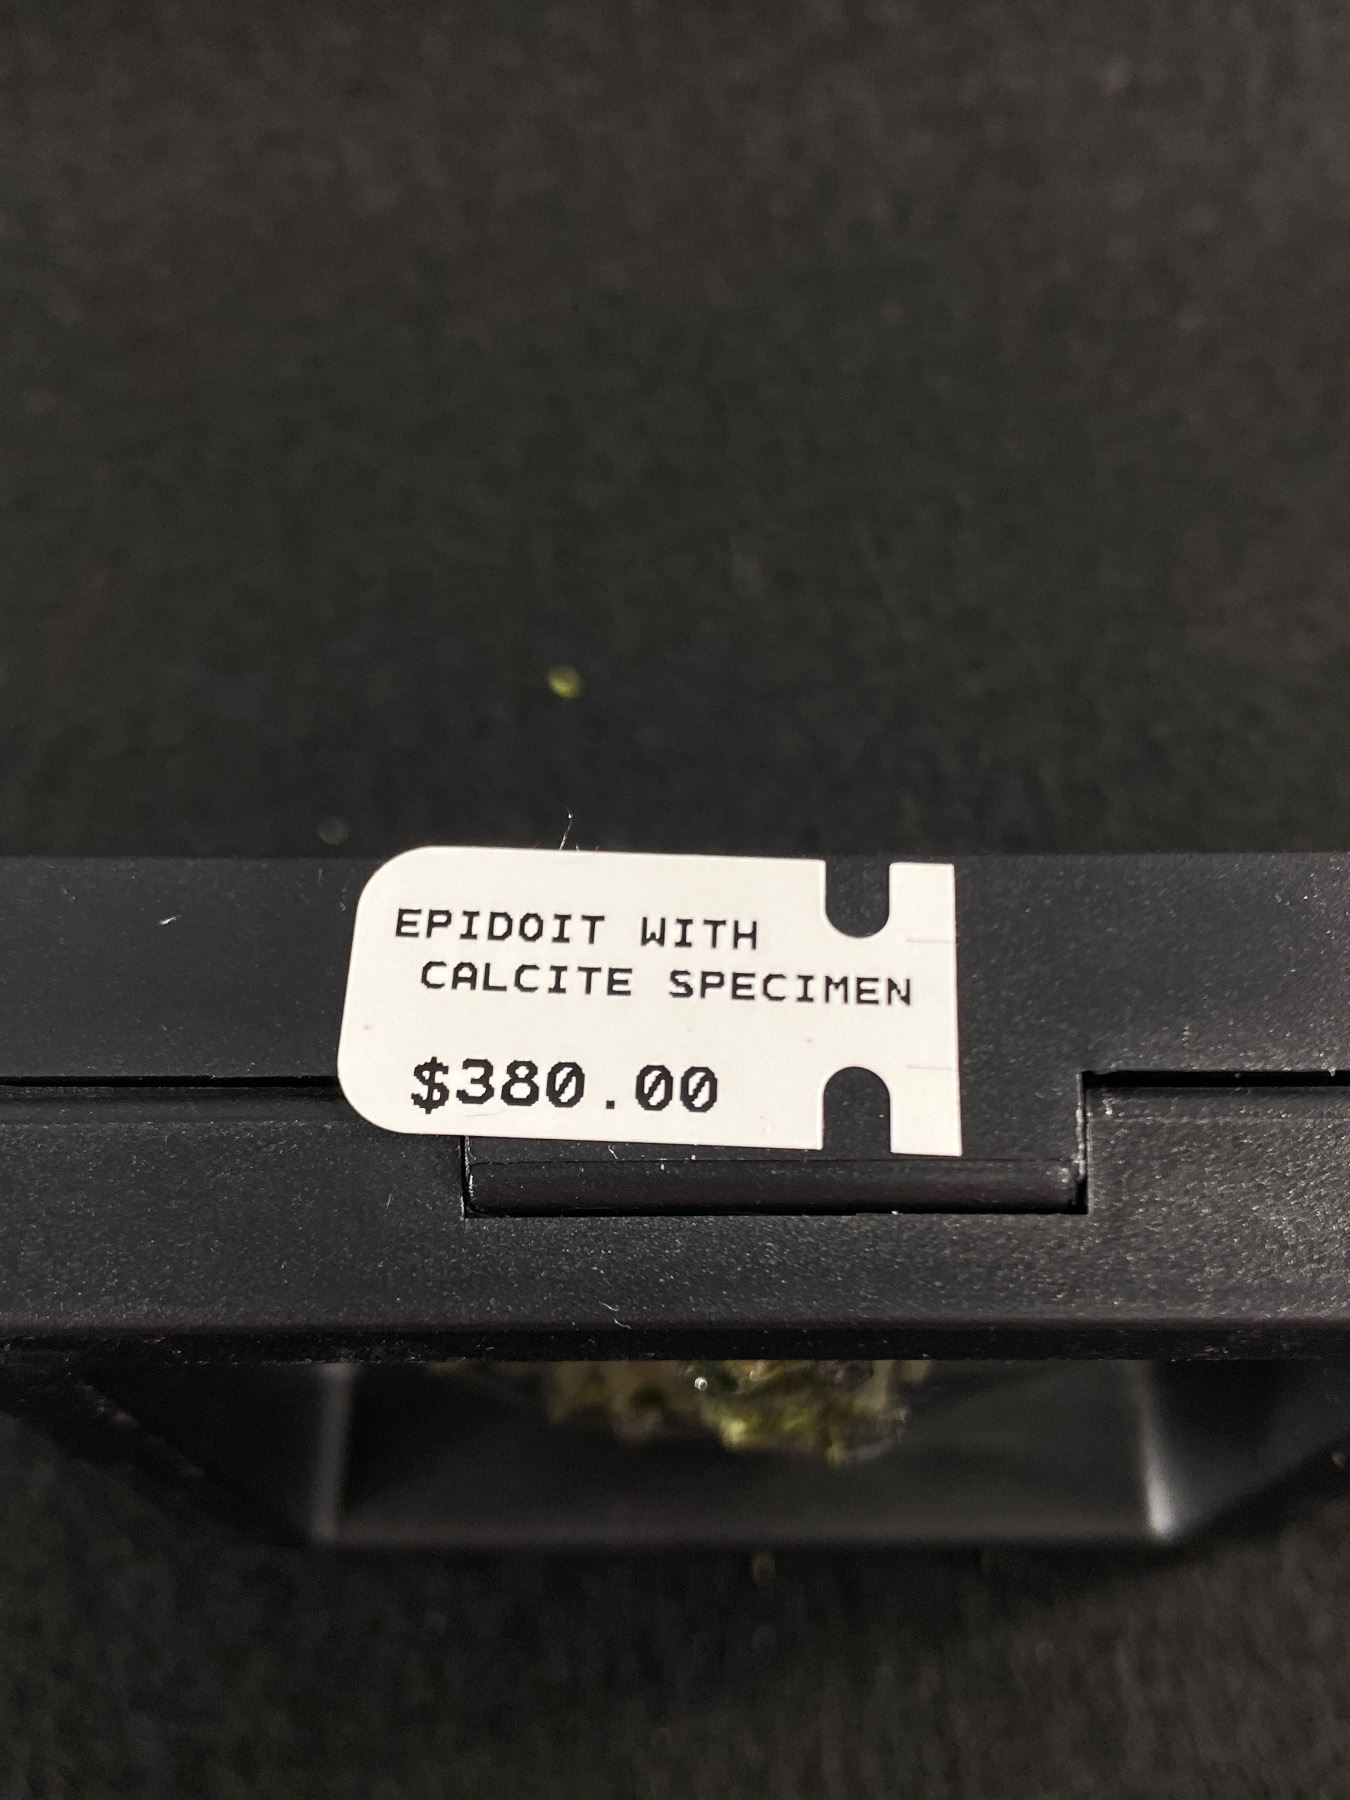 EPIDOIT WITH
CALCITE SPECIMEN
$380.00